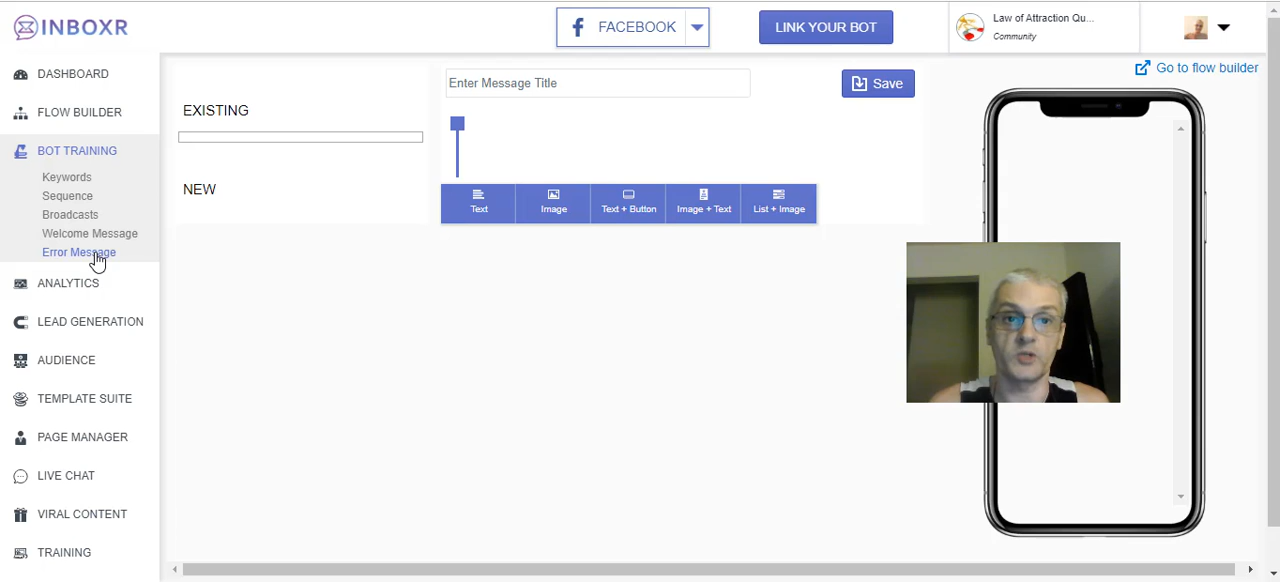 INBOXR
FACEBOOK
LINK YOUR BOT
Law of Attraction Qu...
Community
DASHBOARD
FLOW BUILDER
BOT TRAINING
Keywords
Sequence
Broadcasts
Welcome Message
Error Message
ANALYTICS
LEAD GENERATION
AUDIENCE
TEMPLATE SUITE
PAGE MANAGER
LIVE CHAT
VIRAL CONTENT
TRAINING
EXISTING
NEW
Enter Message Title
Save
Text
Image
Text + Button
Image + Text
List + Image
Go to flow builder